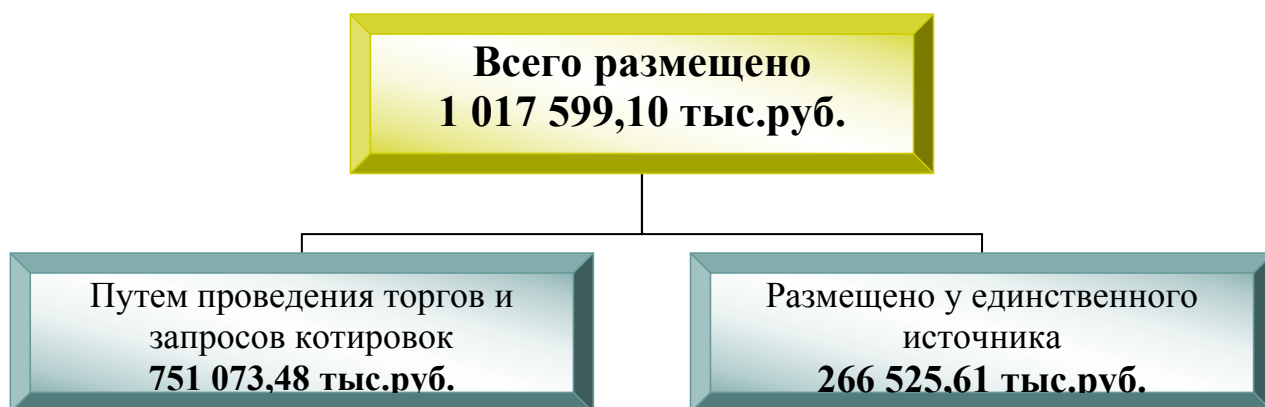 Всего размещено
1 017 599,10 тыс.руб.
Путем проведения торгов и
запросов котировок
751 073,48 тыс.руб.
Размещено у единственного
источника
266 525,61 тыс.руб.